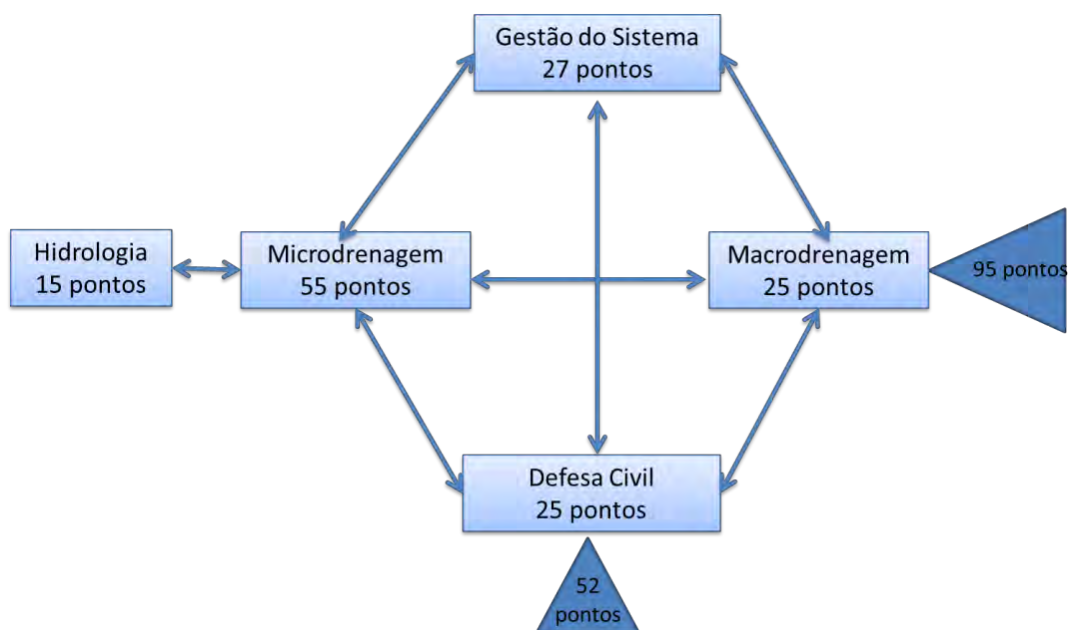 Gestão do Sistema
27 pontos
Hidrologia
15 pontos
Microdrenagem
55 pontos
Macrodrenagem
25 pontos
95 pontos
Defesa Civil
25 pontos
52
pontos